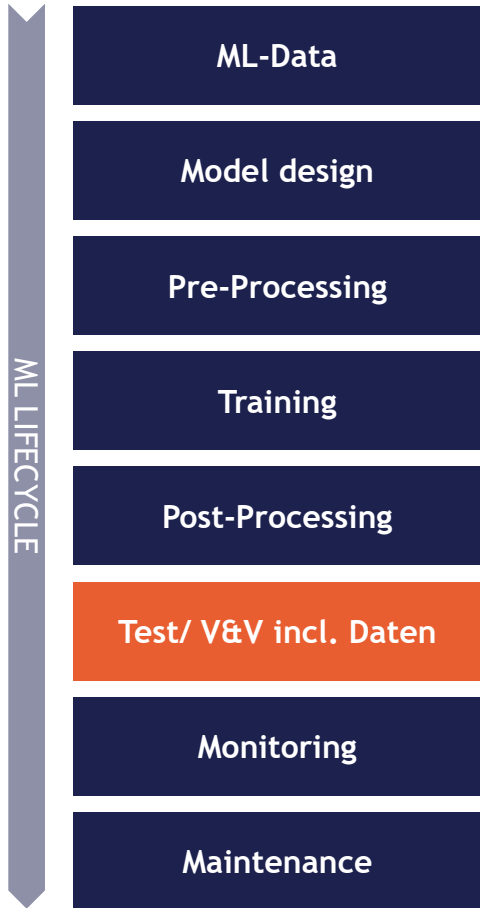 ML-Data
Model design
Pre-Processing
Training
ML LIFECYCLE
Post-Processing
Test/ V&V incl. Daten
Monitoring
Maintenance